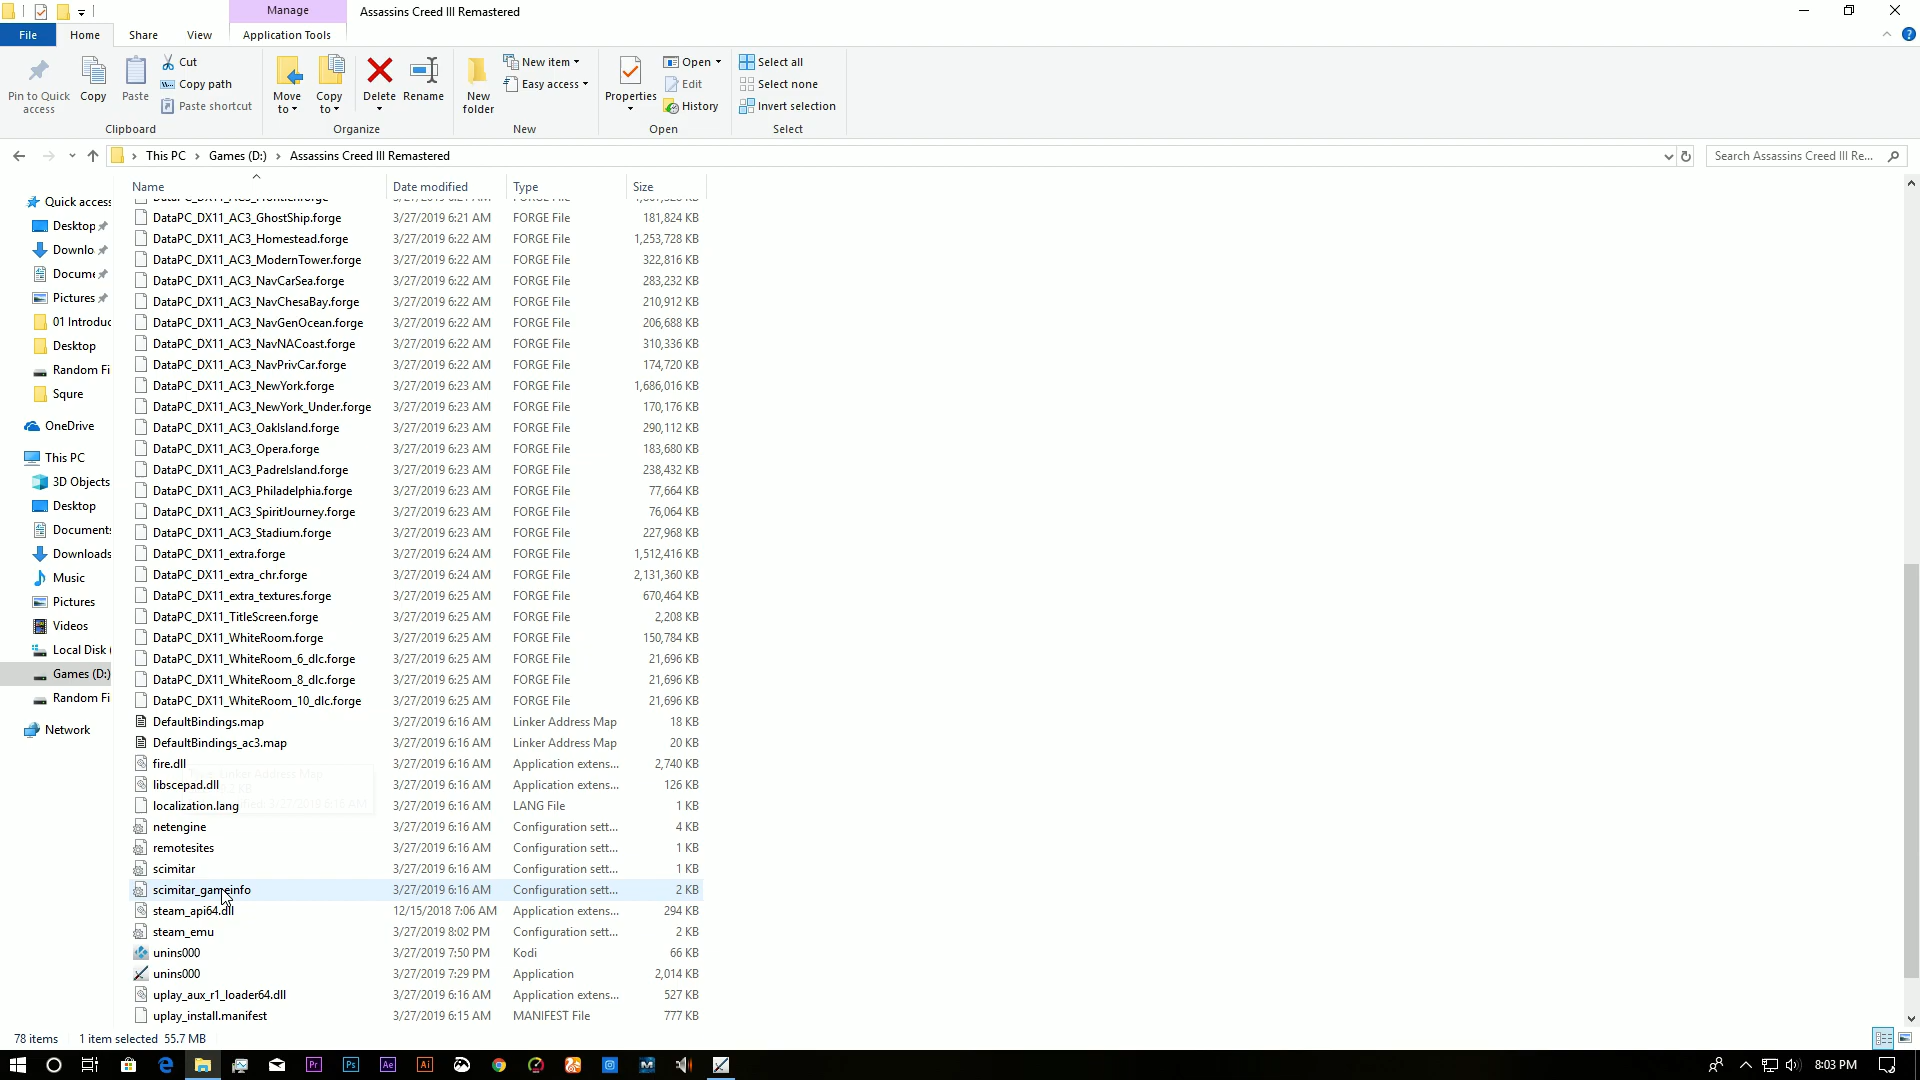 Manage
Assassins Creed III Remastered
File
Home
Share
View
Application Tools
Pin to Quick access
Copy
Paste
Cut
Copy path
Paste shortcut
Move to
Copy to
Delete
Rename
New folder
New item
Easy access
Properties
Open
Edit
History
Select all
Select none
Invert selection
Clipboard
Organize
New
Open
Select
This PC
Games (D:)
Assassins Creed III Remastered
Search Assassins Creed III Re...
Name
Date modified
Type
Size
Quick access
Desktop
Downlo
Docume
Pictures
01 Introduc
Desktop
Random Fi
Squre
OneDrive
This PC
3D Objects
Desktop
Documents
Downloads
Music
Pictures
Videos
Local Disk (
Games (D:)
Random Fi
Network
DataPC_DX11_AC3_GhostShip.forge 3/27/2019 6:21 AM FORGE File 181,824 KB
DataPC_DX11_AC3_Homestead.forge 3/27/2019 6:22 AM FORGE File 1,253,728 KB
DataPC_DX11_AC3_ModernTower.forge 3/27/2019 6:22 AM FORGE File 322,816 KB
DataPC_DX11_AC3_NavCarSea.forge 3/27/2019 6:22 AM FORGE File 283,232 KB
DataPC_DX11_AC3_NavChesaBay.forge 3/27/2019 6:22 AM FORGE File 210,912 KB
DataPC_DX11_AC3_NavGenOcean.forge 3/27/2019 6:22 AM FORGE File 206,688 KB
DataPC_DX11_AC3_NavNACoast.forge 3/27/2019 6:22 AM FORGE File 310,336 KB
DataPC_DX11_AC3_NavPrivCar.forge 3/27/2019 6:22 AM FORGE File 174,720 KB
DataPC_DX11_AC3_NewYork.forge 3/27/2019 6:23 AM FORGE File 1,686,016 KB
DataPC_DX11_AC3_NewYork_Under.forge 3/27/2019 6:23 AM FORGE File 170,176 KB
DataPC_DX11_AC3_OakIsland.forge 3/27/2019 6:23 AM FORGE File 290,112 KB
DataPC_DX11_AC3_Opera.forge 3/27/2019 6:23 AM FORGE File 183,680 KB
DataPC_DX11_AC3_PadreIsland.forge 3/27/2019 6:23 AM FORGE File 238,432 KB
DataPC_DX11_AC3_Philadelphia.forge 3/27/2019 6:23 AM FORGE File 77,664 KB
DataPC_DX11_AC3_SpiritJourney.forge 3/27/2019 6:23 AM FORGE File 76,064 KB
DataPC_DX11_AC3_Stadium.forge 3/27/2019 6:23 AM FORGE File 227,968 KB
DataPC_DX11_extra.forge 3/27/2019 6:24 AM FORGE File 1,512,416 KB
DataPC_DX11_extra_chr.forge 3/27/2019 6:24 AM FORGE File 2,131,360 KB
DataPC_DX11_extra_textures.forge 3/27/2019 6:25 AM FORGE File 670,464 KB
DataPC_DX11_TitleScreen.forge 3/27/2019 6:25 AM FORGE File 2,208 KB
DataPC_DX11_WhiteRoom.forge 3/27/2019 6:25 AM FORGE File 150,784 KB
DataPC_DX11_WhiteRoom_6_dlc.forge 3/27/2019 6:25 AM FORGE File 21,696 KB
DataPC_DX11_WhiteRoom_8_dlc.forge 3/27/2019 6:25 AM FORGE File 21,696 KB
DataPC_DX11_WhiteRoom_10_dlc.forge 3/27/2019 6:25 AM FORGE File 21,696 KB
DefaultBindings.map 3/27/2019 6:16 AM Linker Address Map 18 KB
DefaultBindings_ac3.map 3/27/2019 6:16 AM Linker Address Map 20 KB
fire.dll 3/27/2019 6:16 AM Application extens... 2,740 KB
libscepad.dll 3/27/2019 6:16 AM Application extens... 126 KB
localization.lang 3/27/2019 6:16 AM LANG File 1 KB
netengine 3/27/2019 6:16 AM Configuration sett... 4 KB
remotesites 3/27/2019 6:16 AM Configuration sett... 1 KB
scimitar 3/27/2019 6:16 AM Configuration sett... 1 KB
scimitar_gameinfo 3/27/2019 6:16 AM Configuration sett... 2 KB
steam_api64.dll 12/15/2018 7:06 AM Application extens... 294 KB
steam_emu 3/27/2019 8:02 PM Configuration sett... 2 KB
unins000 3/27/2019 7:50 PM Kodi 66 KB
unins000 3/27/2019 7:29 PM Application 2,014 KB
uplay_aux_r1_loader64.dll 3/27/2019 6:16 AM Application extens... 527 KB
uplay_install.manifest 3/27/2019 6:15 AM MANIFEST File 777 KB
78 items 1 item selected 55.7 MB
Pr Ps Ae Ai
8:03 PM